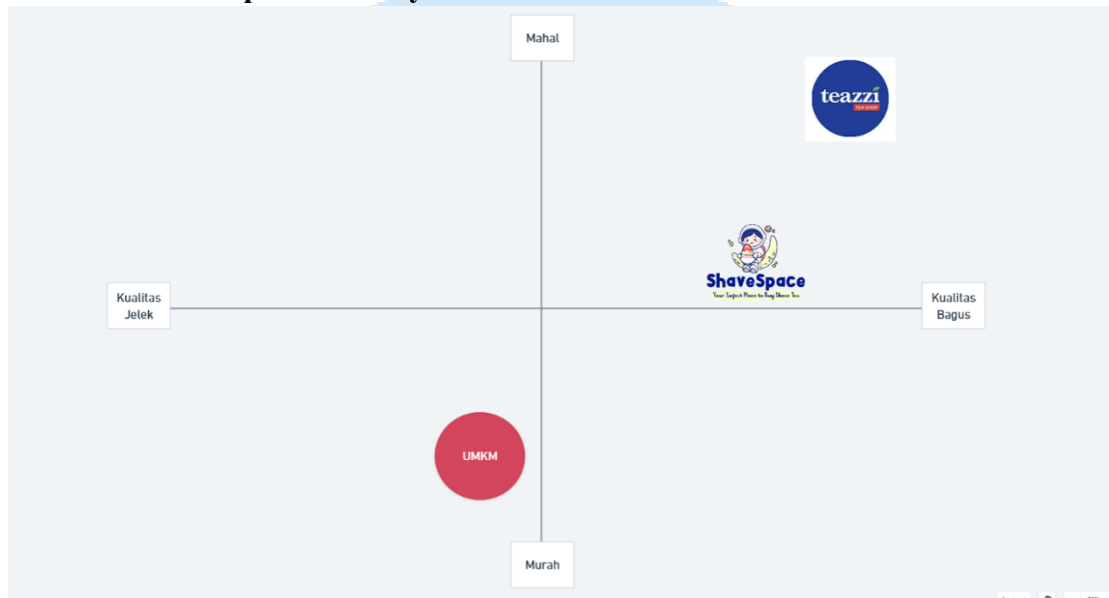 Mahal
teazzi
ShaveSpace
Kualitas
Jelek
Kualitas
Bagus
UMKM
Murah